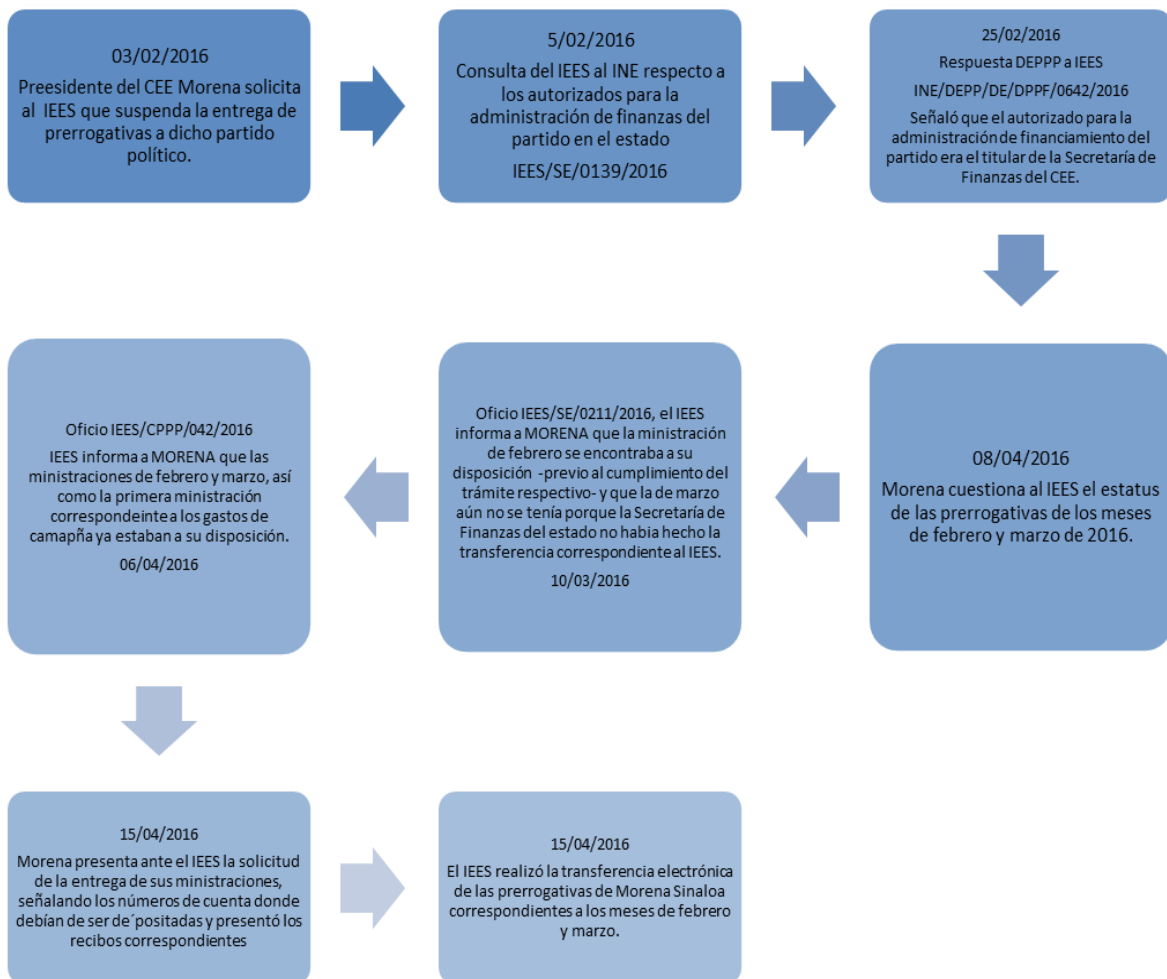 03/02/2016
Preesidente del CEE Morena solicita
al IEES que suspenda la entrega de
prerrogativas a dicho partido
político.
5/02/2016
Consulta del IEES al INE respecto a
los autorizados para la
administración de finanzas del
partido en el estado
IEES/SE/0139/2016
25/02/2016
Respuesta DEPPP a IEES
INE/DEPP/DE/DPPF/0642/2016
Señaló que el autorizado para la
administración de financiamiento del
partido era el titular de la Secretaría de
Finanzas del CEE.
08/04/2016
Morena cuestiona al IEES el estatus
de las prerrogativas de los meses
de febrero y marzo de 2016.
Oficio IEES/SE/0211/2016, el IEES
informa a MORENA que la ministración
de febrero se encontraba a su
disposición -previo al cumplimiento del
trámite respectivo- y que la de marzo
aún no se tenía porque la Secretaría de
Finanzas del estado no habia hecho la
transferencia correspondiente al IEES.
10/03/2016
Oficio IEES/CPPP/042/2016
IEES informa a MORENA que las
ministraciones de febrero y marzo, así
como la primera ministración
correspondeinte a los gastos de
camapña ya estaban a su disposición.
06/04/2016
15/04/2016
Morena presenta ante el IEES la solicitud
de la entrega de sus ministraciones,
señalando los números de cuenta donde
debían de ser de´positadas y presentó los
recibos correspondientes
15/04/2016
El IEES realizó la transferencia electrónica
de las prerrogativas de Morena Sinaloa
correspondientes a los meses de febrero
y marzo.